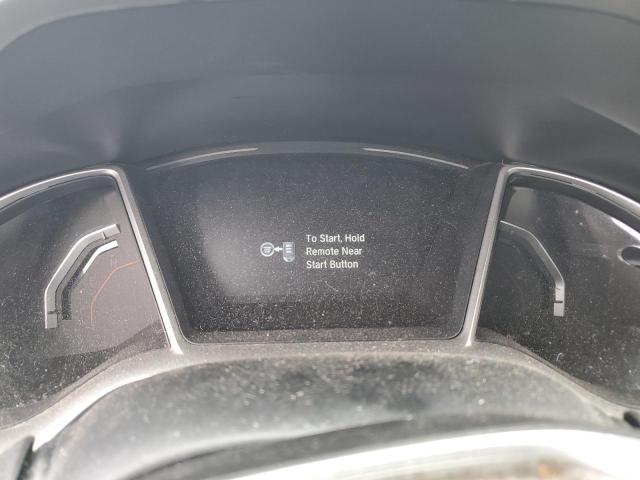 To Start, Hold
Remote Near
Start Button